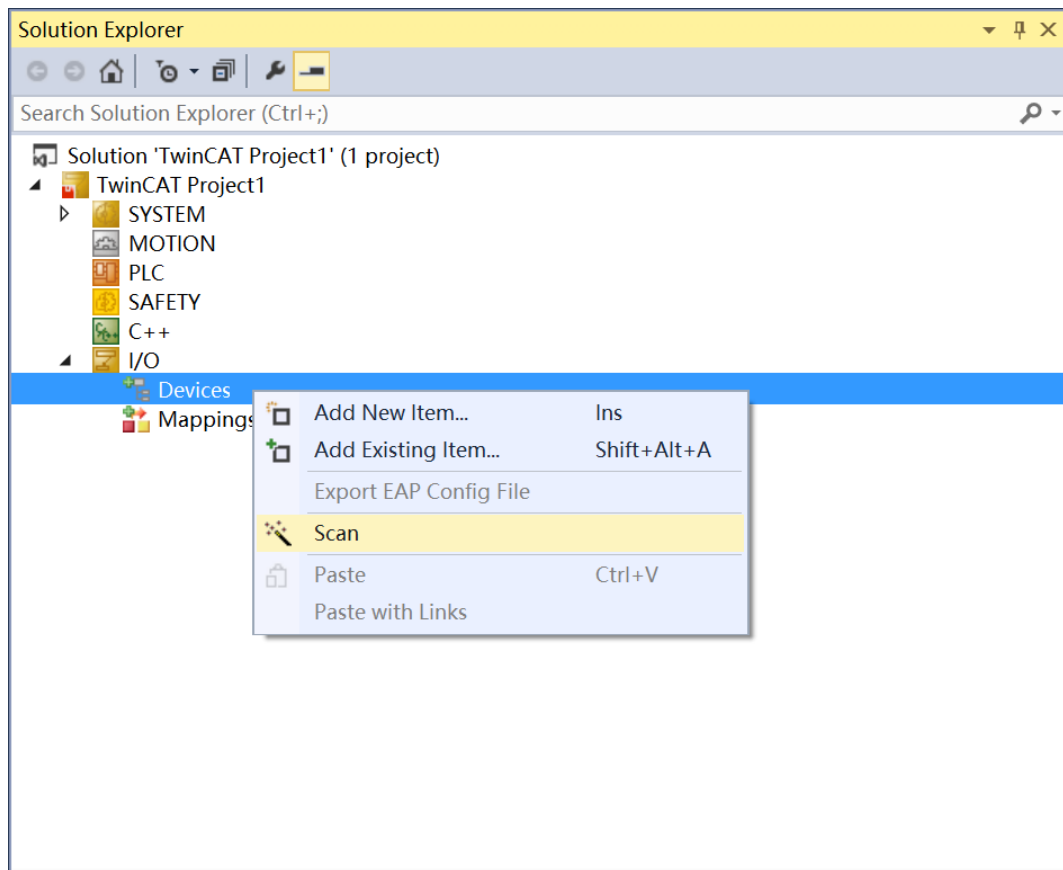 Solution Explorer
Search Solution Explorer (Ctrl+;)
Solution 'TwinCAT Project1' (1 project)
TwinCAT Project1
SYSTEM
MOTION
PLC
SAFETY
C++
I/O
Devices
Mappings
Add New Item... Ins
Add Existing Item... Shift+Alt+A
Export EAP Config File
Scan
Paste Ctrl+V
Paste with Links